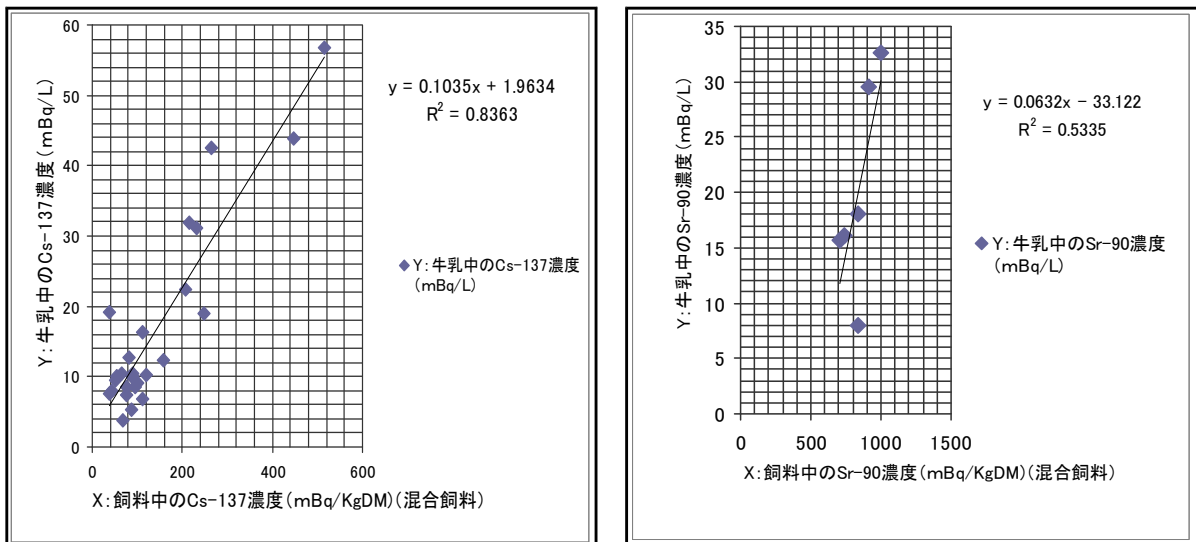 60
50
40
30
20
10
0
0 200 400 600
Y:牛乳中のCs-137濃度(mBq/L)
X:飼料中のCs-137濃度(mBq/KgDM)(混合飼料)
y = 0.1035x + 1.9634
R² = 0.8363
Y:牛乳中のCs-137濃度
(mBq/L)
35
30
25
20
15
10
5
0
0 500 1000 1500
Y:牛乳中のSr-90濃度(mBq/L)
X:飼料中のSr-90濃度(mBq/KgDM)(混合飼料)
y = 0.0632x − 33.122
R² = 0.5335
Y:牛乳中のSr-90濃度
(mBq/L)